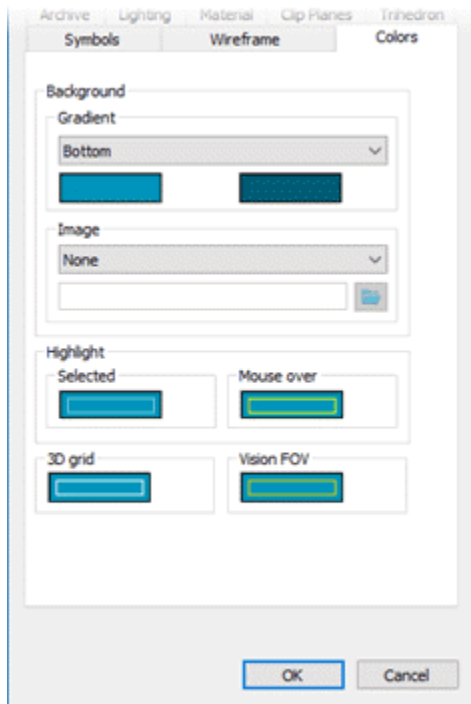 Archive Lighting Material Clip Planes Trihedron
Symbols Wireframe Colors
Background
Gradient
Bottom
Image
None
Highlight
Selected Mouse over
3D grid Vision FOV
OK Cancel